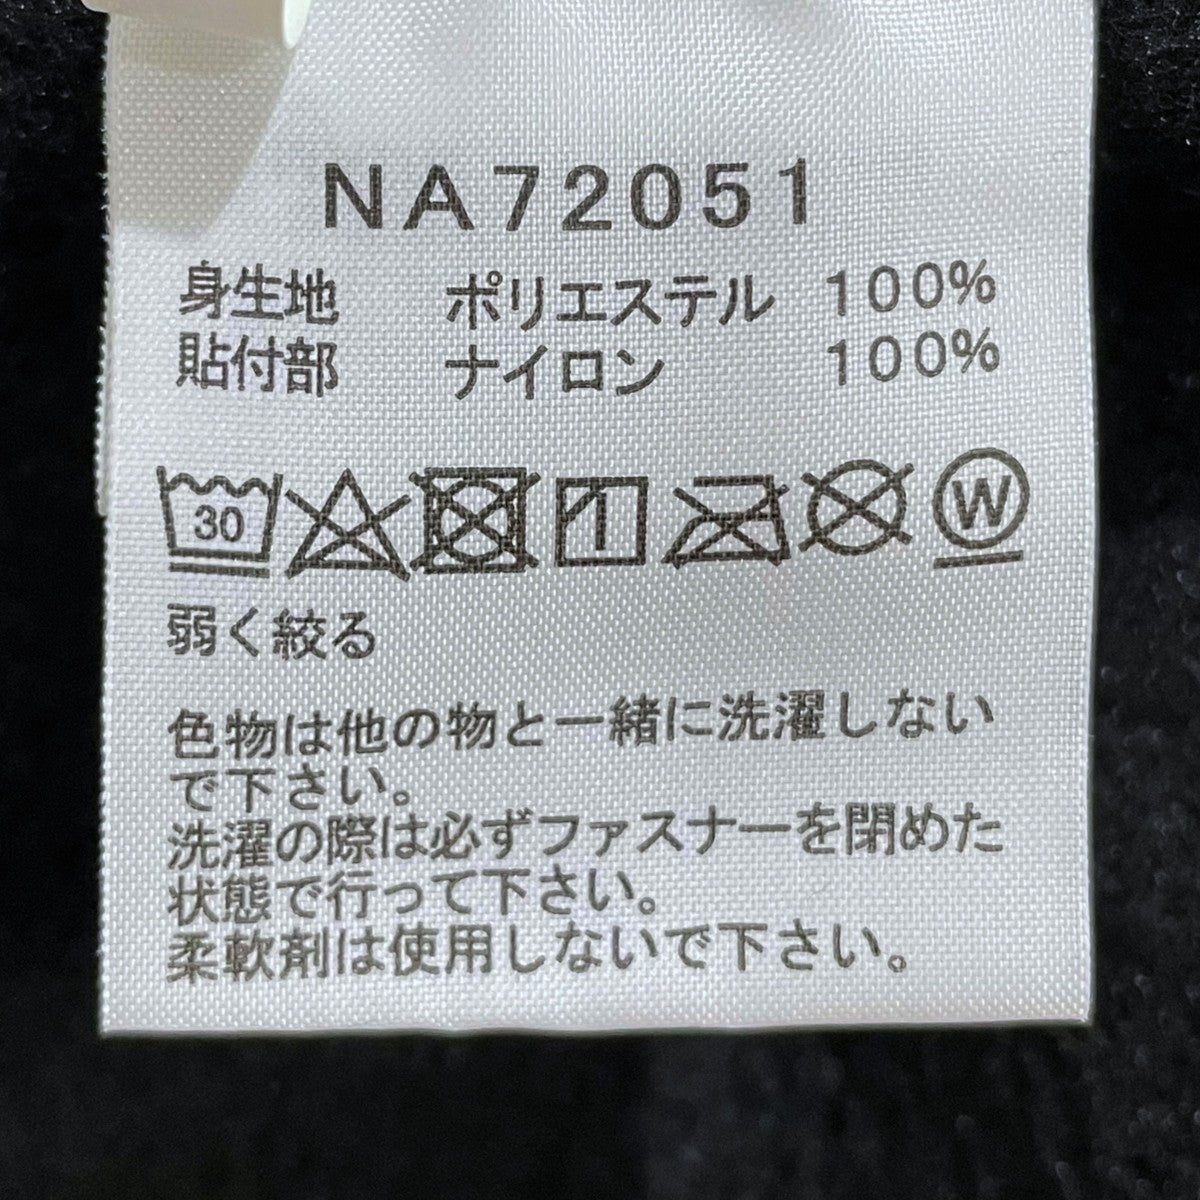 NA72051
身生地 ポリエステル 100%
貼付部 ナイロン 100%
30
W
弱く絞る
色物は他の物と一緒に洗濯しない
で下さい。
洗濯の際は必ずファスナーを閉めた
状態で行って下さい。
柔軟剤は使用しないで下さい。